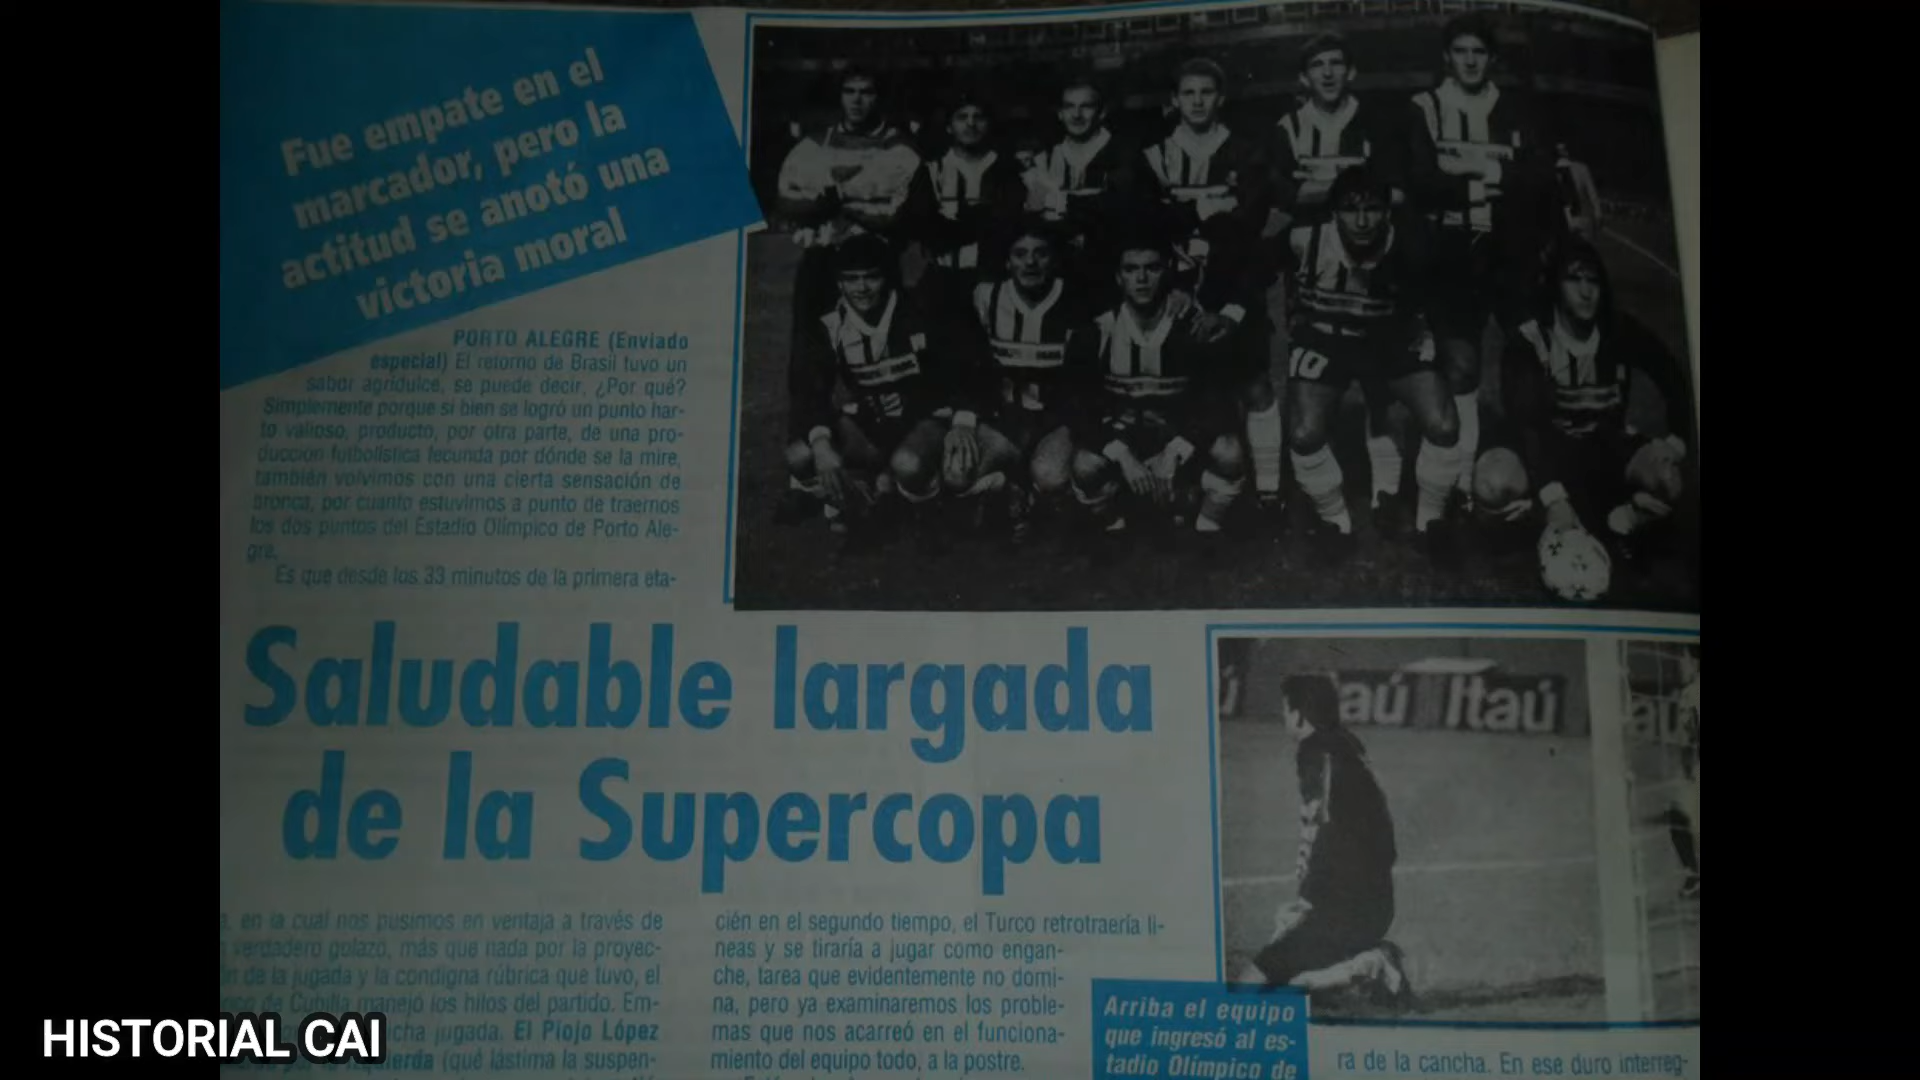 Fue empate en el
marcador, pero la
actitud se anotó una
victoria moral
PORTO ALEGRE (Enviado
especial) El retorno de Brasil tuvo un
sabor agridulce, se puede decir, ¿Por qué?
Simplemente porque si bien se logró un punto har-
to valioso, producto, por otra parte, de una pro-
ducción futbolística fecunda por dónde se la mire,
también volvimos con una cierta sensación de
bronca, por cuanto estuvimos a punto de traernos
los dos puntos del Estadio Olímpico de Porto Ale-
gre.
Es que desde los 33 minutos de la primera eta-
10
Saludable largada
de la Supercopa
aú Itaú
en la cual nos pusimos en ventaja a través de
verdadero golazo, más que nada por la proyec-
de la jugada y la condigna rúbrica que tuvo, el
de Cubilla manejó los hilos del partido. Em-
jugada. El Piojo López
izquierda (qué lástima la suspen-
cién en el segundo tiempo, el Turco retrotraería lí-
neas y se tiraría a jugar como engan-
che, tarea que evidentemente no domi-
na, pero ya examinaremos los proble-
mas que nos acarreó en el funciona-
miento del equipo todo, a la postre.
Arriba el equipo
que ingresó al es-
tadio Olímpico de
ra de la cancha. En ese duro interreg-
HISTORIAL CAI